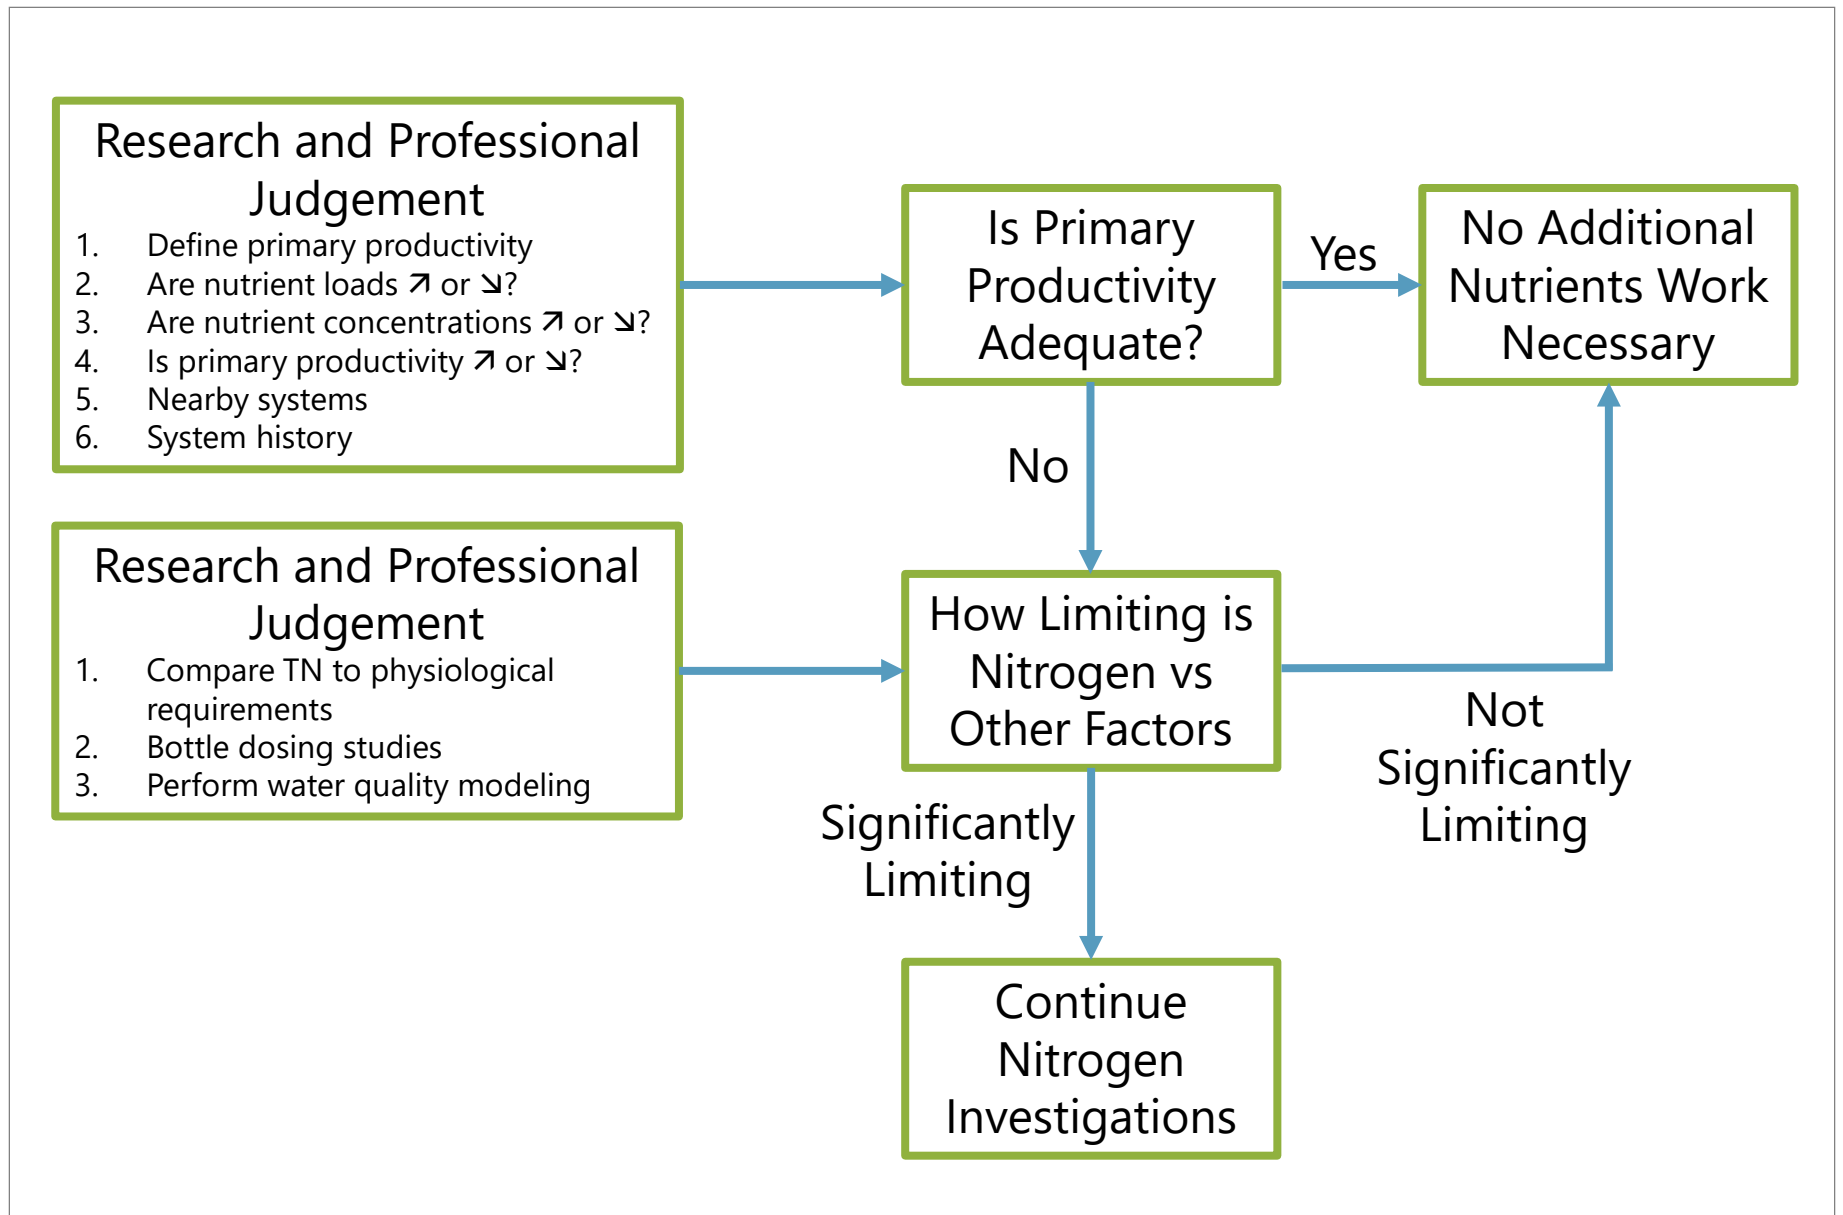 Research and Professional
Judgement
1. Define primary productivity
2. Are nutrient loads ↗ or ↘?
3. Are nutrient concentrations ↗ or ↘?
4. Is primary productivity ↗ or ↘?
5. Nearby systems
6. System history
Is Primary
Productivity
Adequate?
Yes
No Additional
Nutrients Work
Necessary
No
Research and Professional
Judgement
1. Compare TN to physiological
requirements
2. Bottle dosing studies
3. Perform water quality modeling
How Limiting is
Nitrogen vs
Other Factors
Not
Significantly
Limiting
Significantly
Limiting
Continue
Nitrogen
Investigations